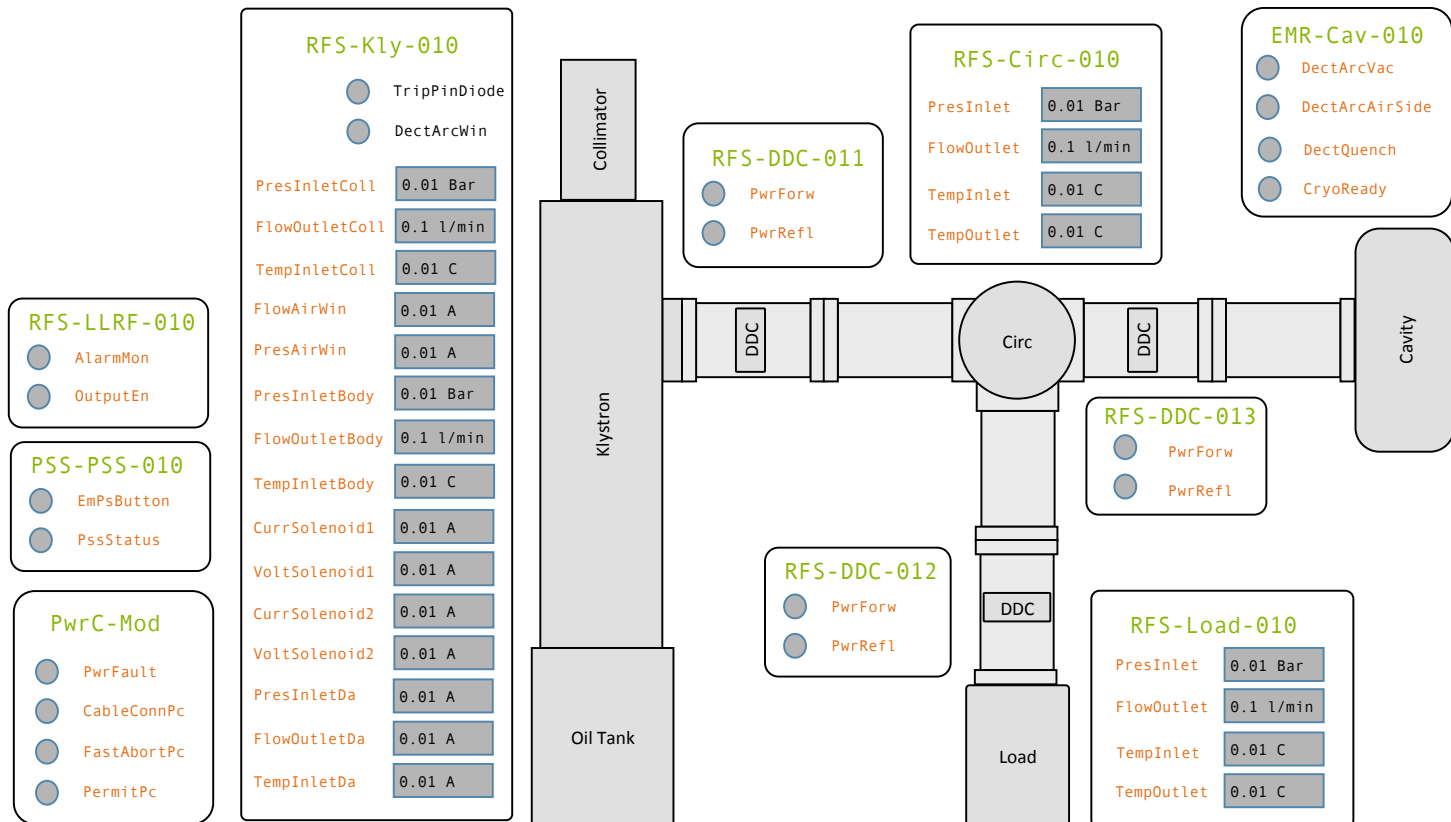 RFS-Kly-010
TripPinDiode
DectArcWin
PresInletColl 0.01 Bar
FlowOutletColl 0.1 l/min
TempInletColl 0.01 C
FlowAirWin 0.01 A
PresAirWin 0.01 A
PresInletBody 0.01 Bar
FlowOutletBody 0.1 l/min
TempInletBody 0.01 C
CurrSolenoid1 0.01 A
VoltSolenoid1 0.01 A
CurrSolenoid2 0.01 A
VoltSolenoid2 0.01 A
PresInletDa 0.01 A
FlowOutletDa 0.01 A
TempInletDa 0.01 A
RFS-LLRF-010
AlarmMon
OutputEn
PSS-PSS-010
EmPsButton
PssStatus
PwrC-Mod
PwrFault
CableConnPc
FastAbortPc
PermitPc
Collimator
Klystron
Oil Tank
RFS-DDC-011
PwrForw
PwrRefl
DDC
RFS-Circ-010
PresInlet 0.01 Bar
FlowOutlet 0.1 l/min
TempInlet 0.01 C
TempOutlet 0.01 C
Circ
DDC
EMR-Cav-010
DectArcVac
DectArcAirSide
DectQuench
CryoReady
Cavity
RFS-DDC-013
PwrForw
PwrRefl
RFS-DDC-012
PwrForw
PwrRefl
DDC
Load
RFS-Load-010
PresInlet 0.01 Bar
FlowOutlet 0.1 l/min
TempInlet 0.01 C
TempOutlet 0.01 C